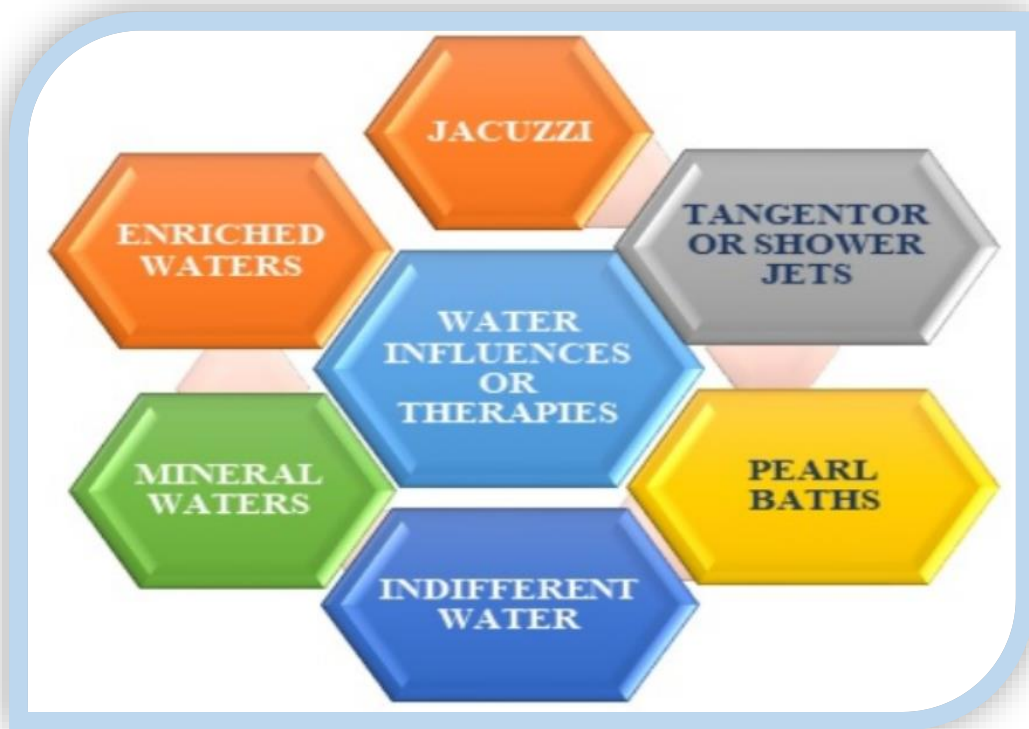 JACUZZI
ENRICHED
WATERS
TANGENTOR
OR SHOWER
JETS
WATER
INFLUENCES
OR
THERAPIES
MINERAL
WATERS
PEARL
BATHS
INDIFFERENT
WATER